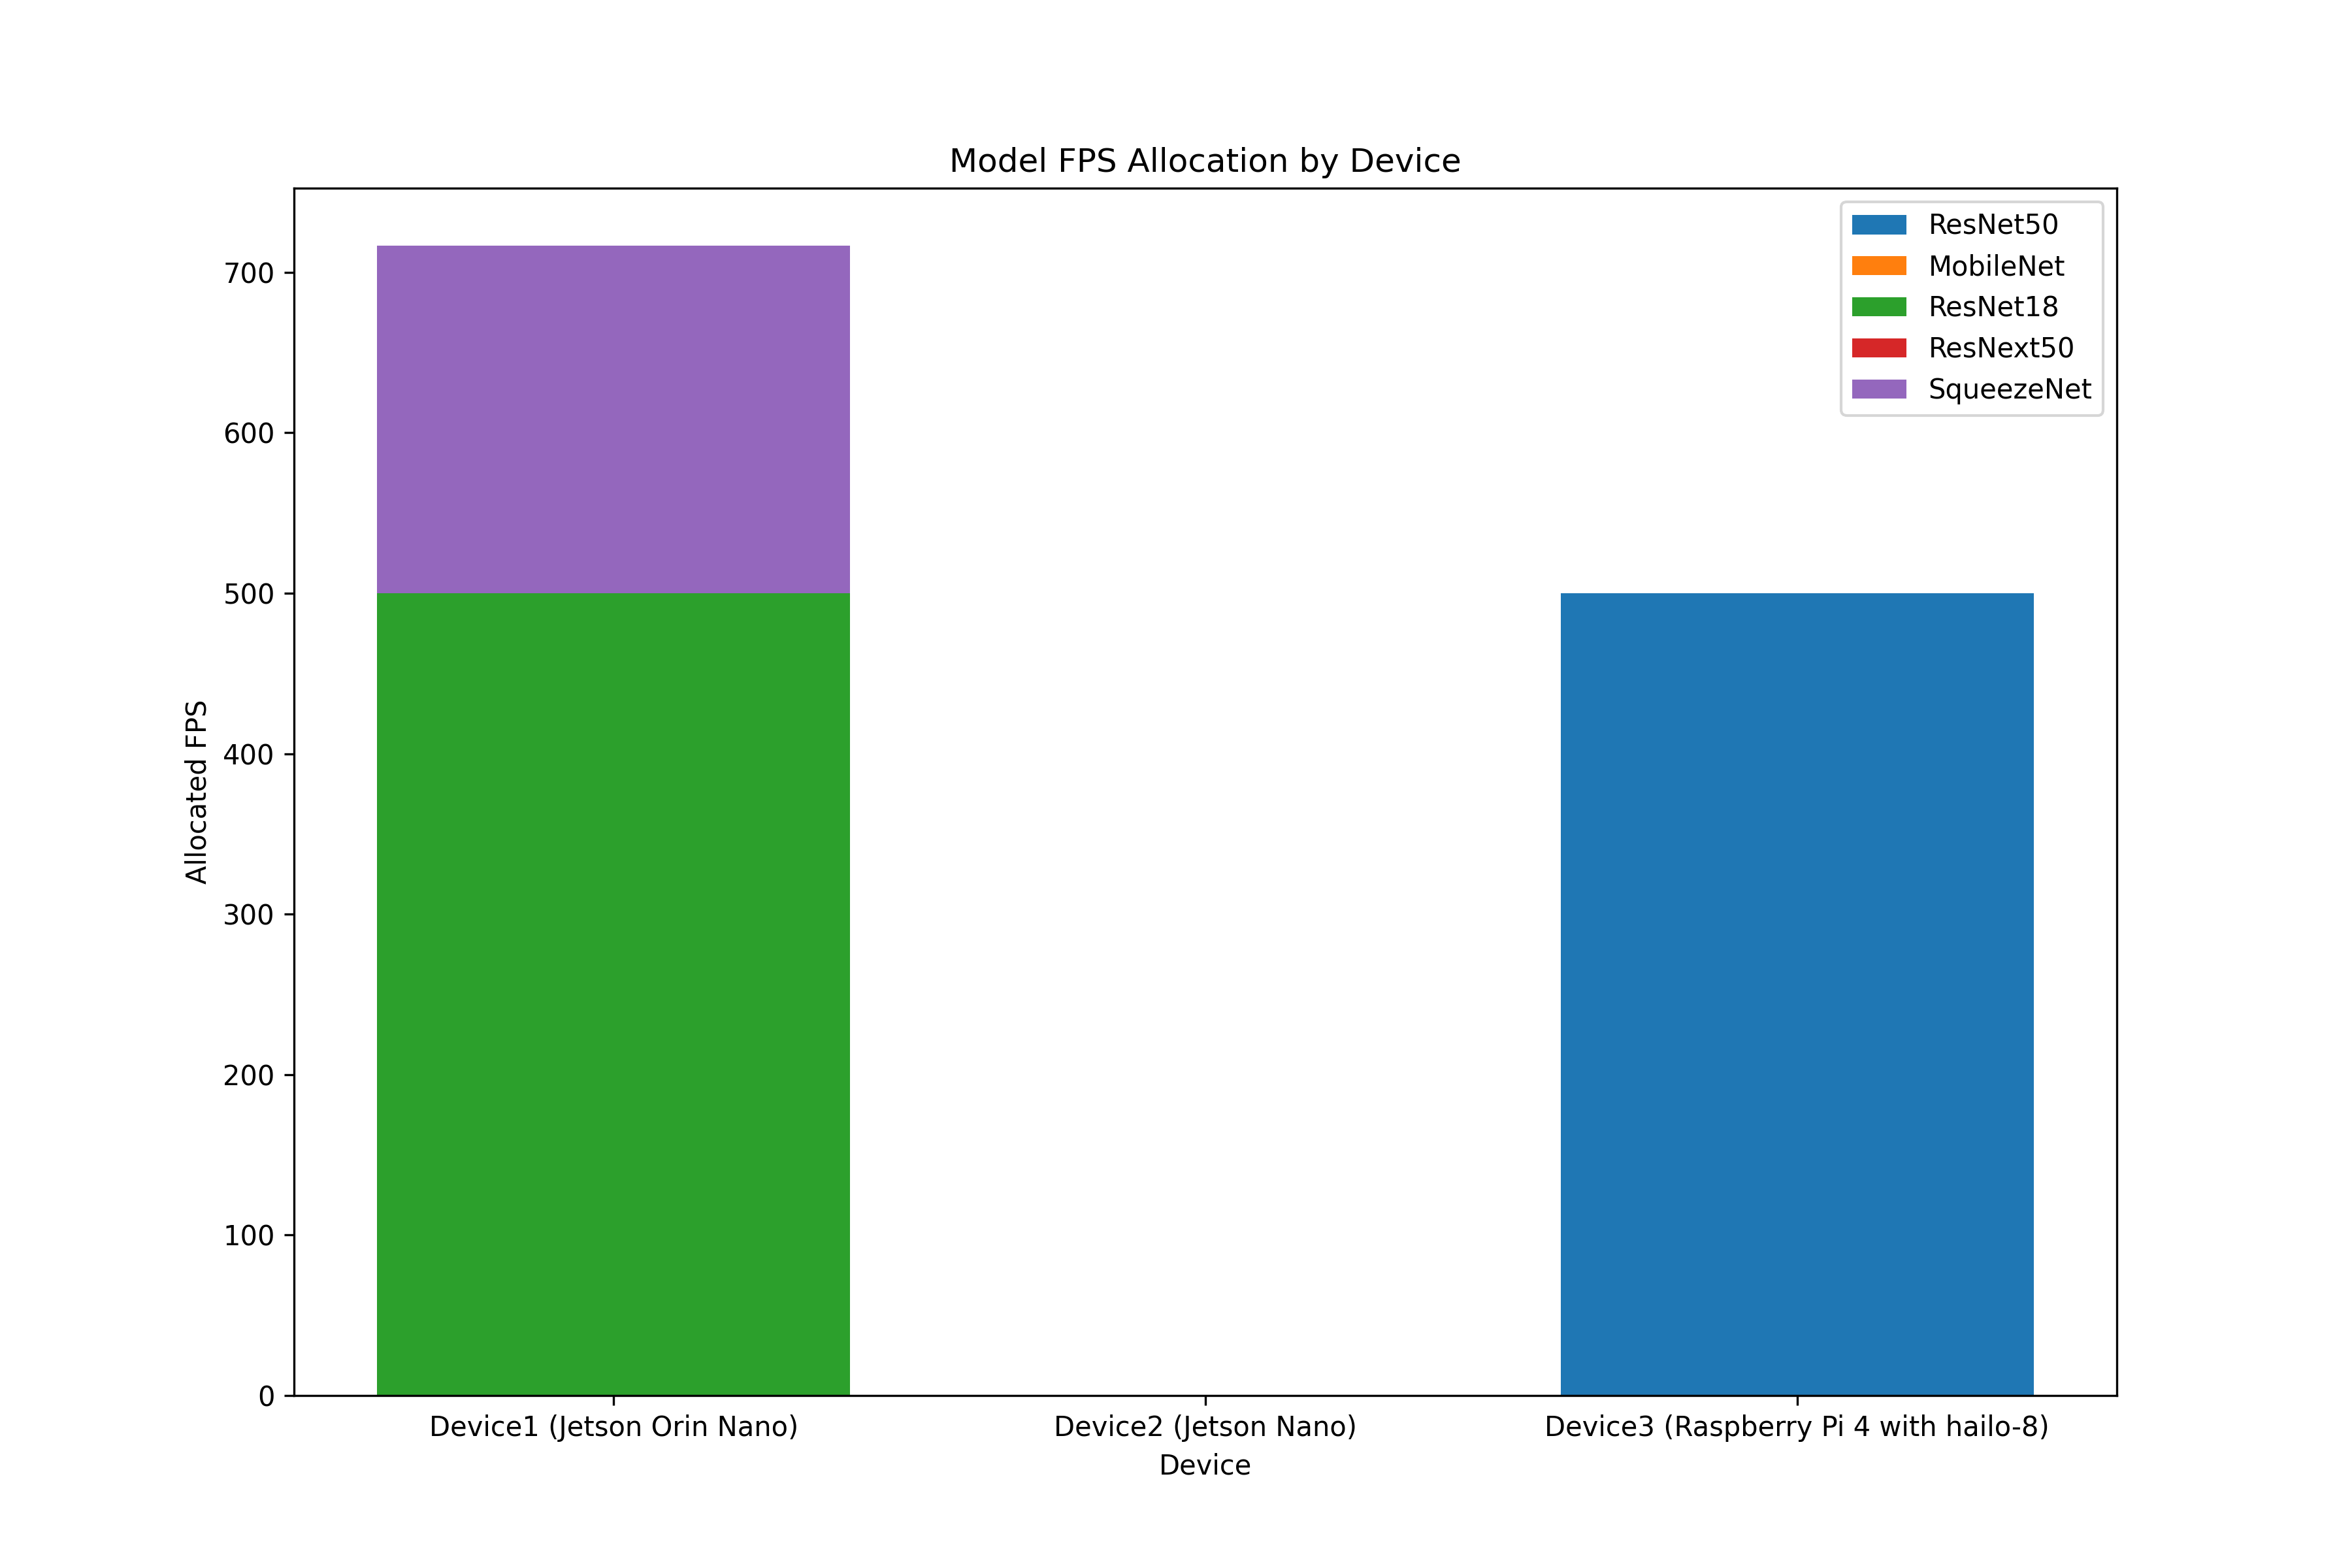 Model FPS Allocation by Device
ResNet50
MobileNet
ResNet18
ResNext50
SqueezeNet
700
600
500
400
300
200
100
0
Allocated FPS
Device1 (Jetson Orin Nano)
Device2 (Jetson Nano)
Device3 (Raspberry Pi 4 with hailo-8)
Device